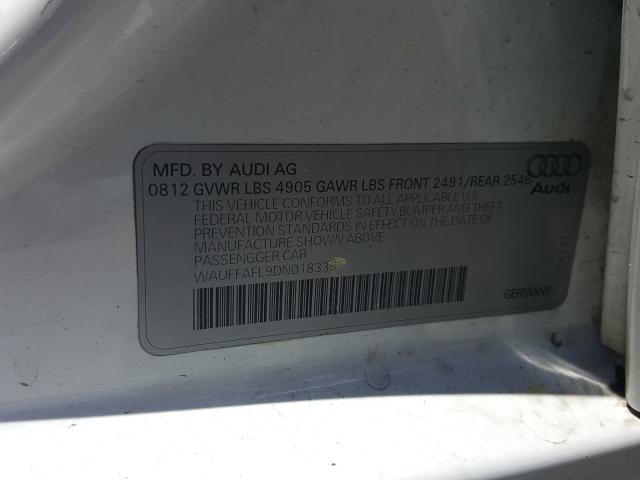 MFD. BY AUDI AG
0812 GVWR LBS 4905 GAWR LBS FRONT 2491/REAR 2546
THIS VEHICLE CONFORMS TO ALL APPLICABLE U.S.
FEDERAL MOTOR VEHICLE SAFETY, BUMPER AND THEFT
PREVENTION STANDARDS IN EFFECT ON THE DATE OF
MANUFACTURE SHOWN ABOVE
PASSENGGER CAR
WAUFFAFL9DN018339
Audi
GERMANY